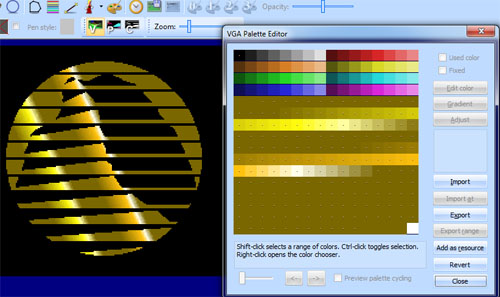 Opacity:
Pen style:
V
P
C
Zoom:
VGA Palette Editor
Used color
Fixed
Edit color
Gradient
Adjust
Import
Import at
Export
Export range
Shift-click selects a range of colors. Ctrl-click toggles selection.
Right-click opens the color chooser.
Add as resource
Revert
<-
->
Preview palette cycling
Close